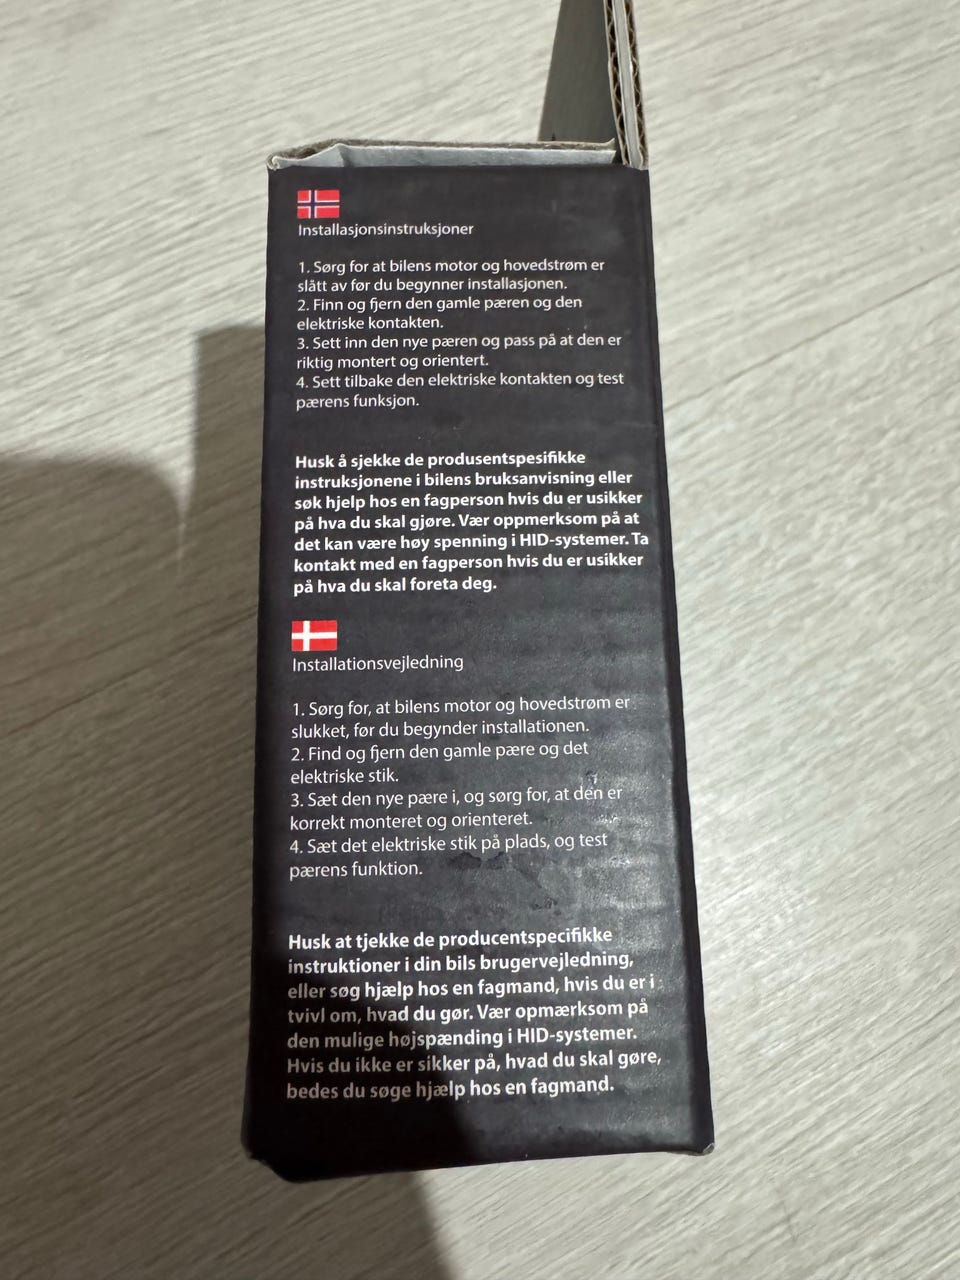 Installasjonsinstruksjoner
1. Sørg for at bilens motor og hovedstrøm er
slått av før du begynner installasjonen.
2. Finn og fjern den gamle pæren og den
elektriske kontakten.
3. Sett inn den nye pæren og pass på at den er
riktig montert og orientert.
4. Sett tilbake den elektriske kontakten og test
pærens funksjon.
Husk å sjekke de produsentspesifikke
instruksjonene i bilens bruksanvisning eller
søk hjelp hos en fagperson hvis du er usikker
på hva du skal gjøre. Vær oppmerksom på at
det kan være høy spenning i HID-systemer. Ta
kontakt med en fagperson hvis du er usikker
på hva du skal foreta deg.
Installationsvejledning
1. Sørg for, at bilens motor og hovedstrøm er
slukket, før du begynder installationen.
2. Find og fjern den gamle pære og det
elektriske stik.
3. Sæt den nye pære i, og sørg for, at den er
korrekt monteret og orienteret.
4. Sæt det elektriske stik på plads, og test
pærens funktion.
Husk at tjekke de producentspecifikke
instruktioner i din bils brugervejledning,
eller søg hjælp hos en fagmand, hvis du er i
tvivl om, hvad du gør. Vær opmærksom på
den mulige højspænding i HID-systemer.
Hvis du ikke er sikker på, hvad du skal gøre,
bedes du søge hjælp hos en fagmand.